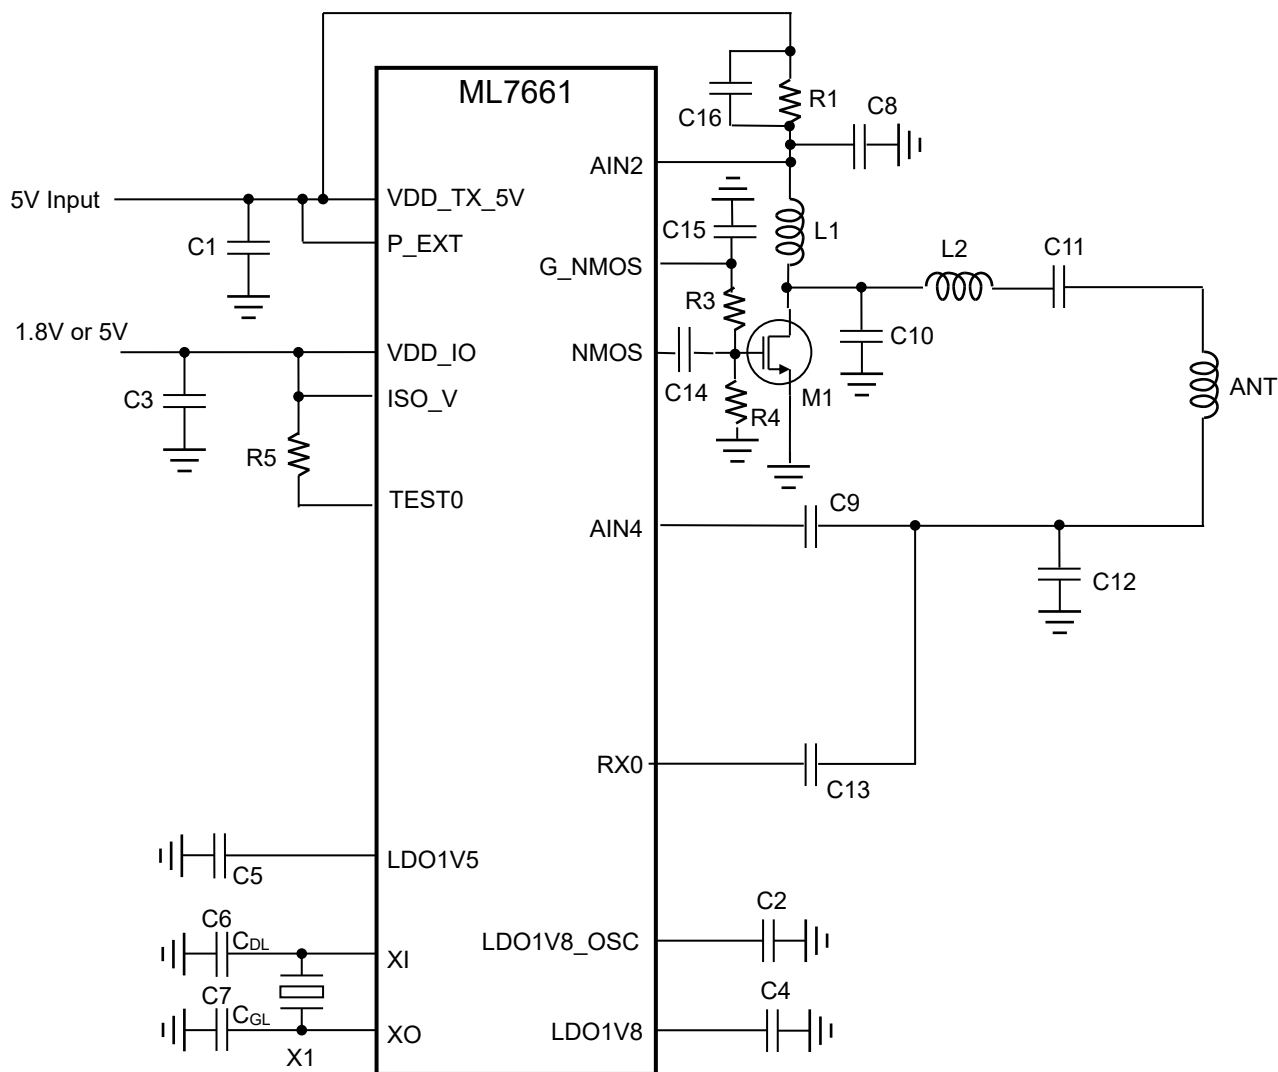 ML7661
R1
C8
C16
AIN2
5V Input
VDD_TX_5V
C15
L1
C1
P_EXT
G_NMOS
L2
C11
R3
1.8V or 5V
VDD_IO
NMOS
C10
C3
ISO_V
C14
M1
ANT
R4
R5
TEST0
C9
AIN4
C12
RX0
C13
LDO1V5
C5
C2
C6
CDL
LDO1V8_OSC
XI
C7
C4
CGL
XO
LDO1V8
X1